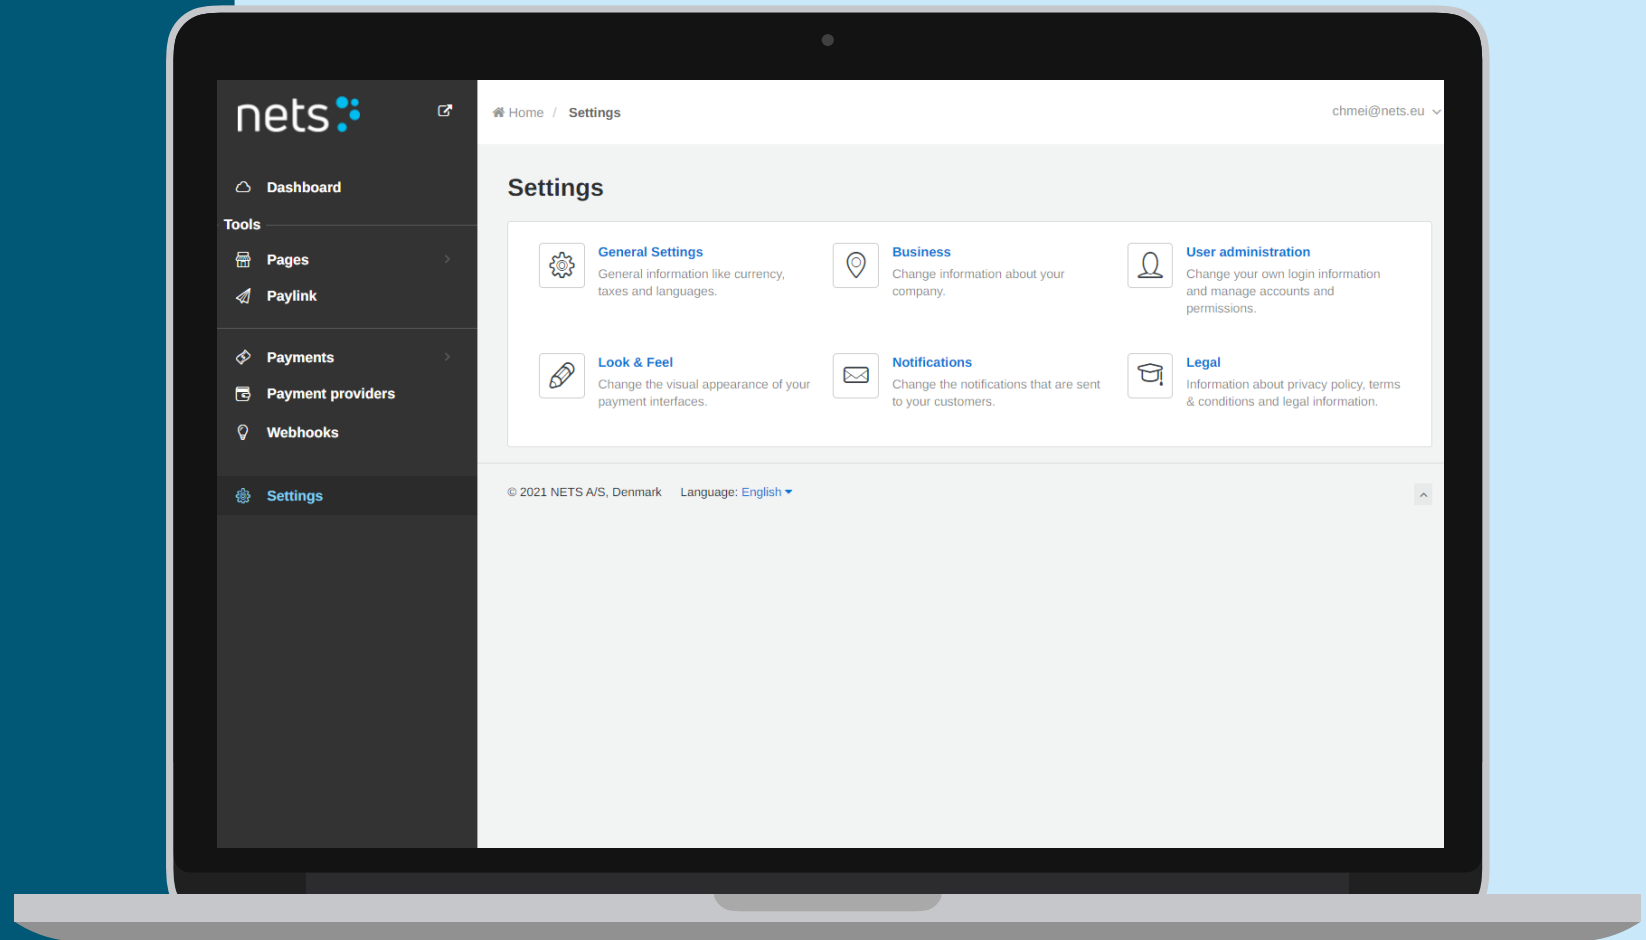 nets
Dashboard
Tools
Pages
Paylink
Payments
Payment providers
Webhooks
Settings
Home / Settings
chmei@nets.eu
Settings
General Settings
General information like currency,
taxes and languages.
Business
Change information about your
company.
User administration
Change your own login information
and manage accounts and
permissions.
Look & Feel
Change the visual appearance of your
payment interfaces.
Notifications
Change the notifications that are sent
to your customers.
Legal
Information about privacy policy, terms
& conditions and legal information.
© 2021 NETS A/S, Denmark Language: English